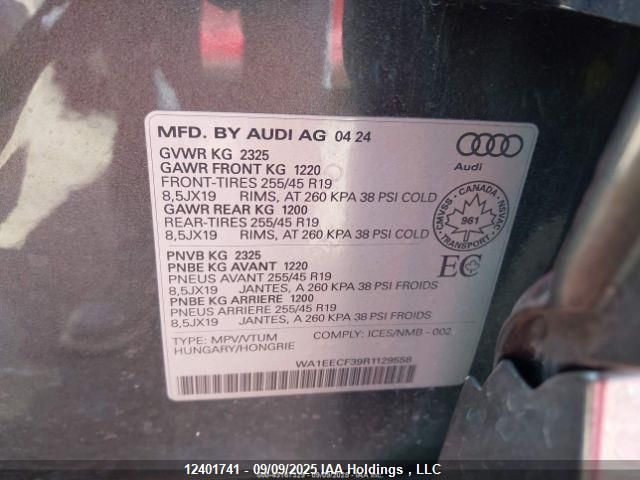 MFD. BY AUDI AG 04 24
GVWR KG 2325
GAWR FRONT KG 1220
FRONT-TIRES 255/45 R19
8,5JX19 RIMS, AT 260 KPA 38 PSI COLD
GAWR REAR KG 1200
REAR-TIRES 255/45 R19
8,5JX19 RIMS, AT 260 KPA 38 PSI COLD
Audi
CMVSS - CANADA - NSVAC
961
TRANSPORT
PNVB KG 2325
PNBE KG AVANT 1220
PNEUS AVANT 255/45 R19
8,5JX19 JANTES, A 260 KPA 38 PSI FROIDS
PNBE KG ARRIERE 1200
PNEUS ARRIERE 255/45 R19
8,5JX19 JANTES, A 260 KPA 38 PSI FROIDS
EC
TYPE: MPV/VTUM COMPLY: ICES/NMB - 002
HUNGARY/HONGRIE
WA1EECF39R1129558
12401741 - 09/09/2025 IAA Holdings , LLC